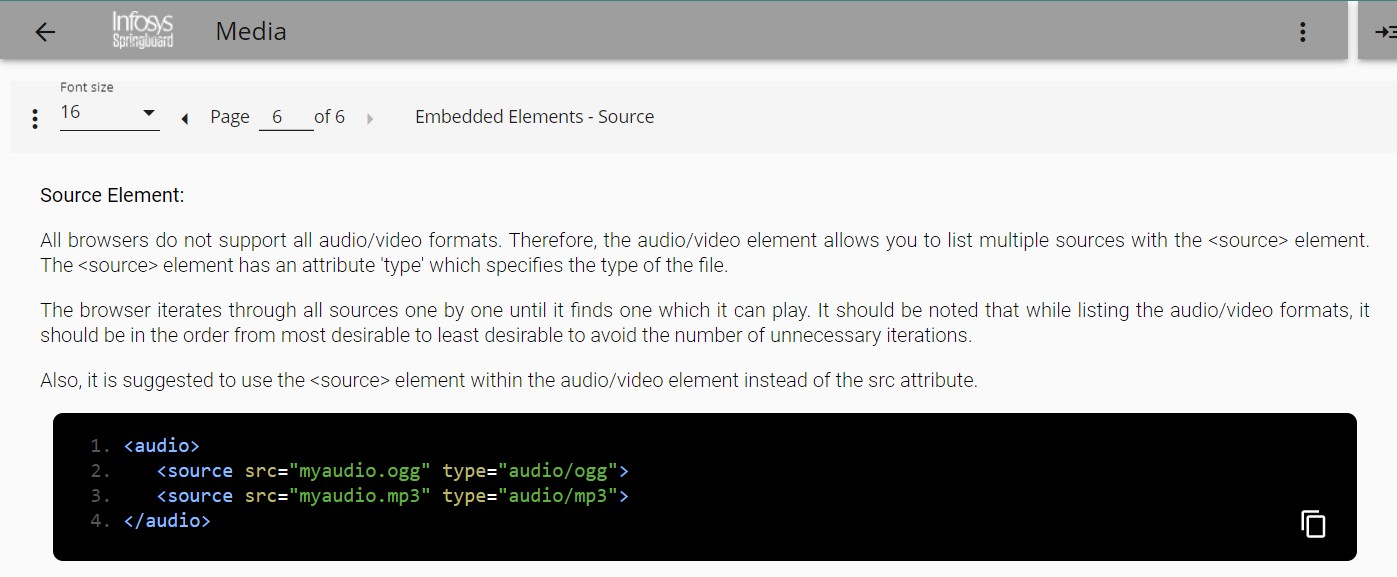 Infosys
Springboard
Media
Font size
16
Page 6 of 6
Embedded Elements - Source
Source Element:
All browsers do not support all audio/video formats. Therefore, the audio/video element allows you to list multiple sources with the <source> element.
The <source> element has an attribute 'type' which specifies the type of the file.
The browser iterates through all sources one by one until it finds one which it can play. It should be noted that while listing the audio/video formats, it
should be in the order from most desirable to least desirable to avoid the number of unnecessary iterations.
Also, it is suggested to use the <source> element within the audio/video element instead of the src attribute.
1. <audio>
2. <source src="myaudio.ogg" type="audio/ogg">
3. <source src="myaudio.mp3" type="audio/mp3">
4. </audio>